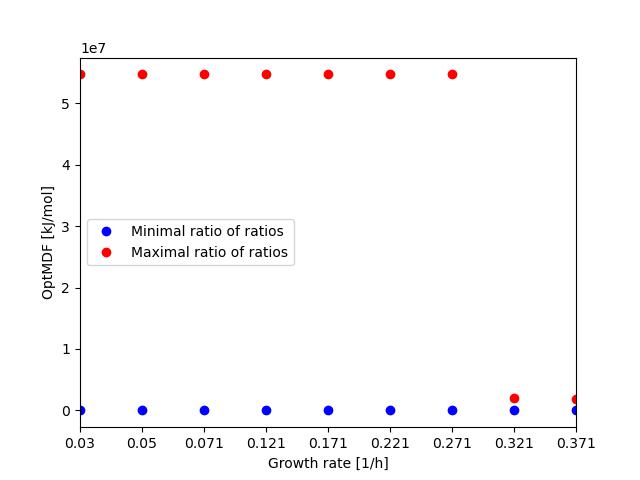 1e7
OptMDF [kJ/mol]
5
4
3
2
1
0
Minimal ratio of ratios
Maximal ratio of ratios
0.03 0.05 0.071 0.121 0.171 0.221 0.271 0.321 0.371
Growth rate [1/h]